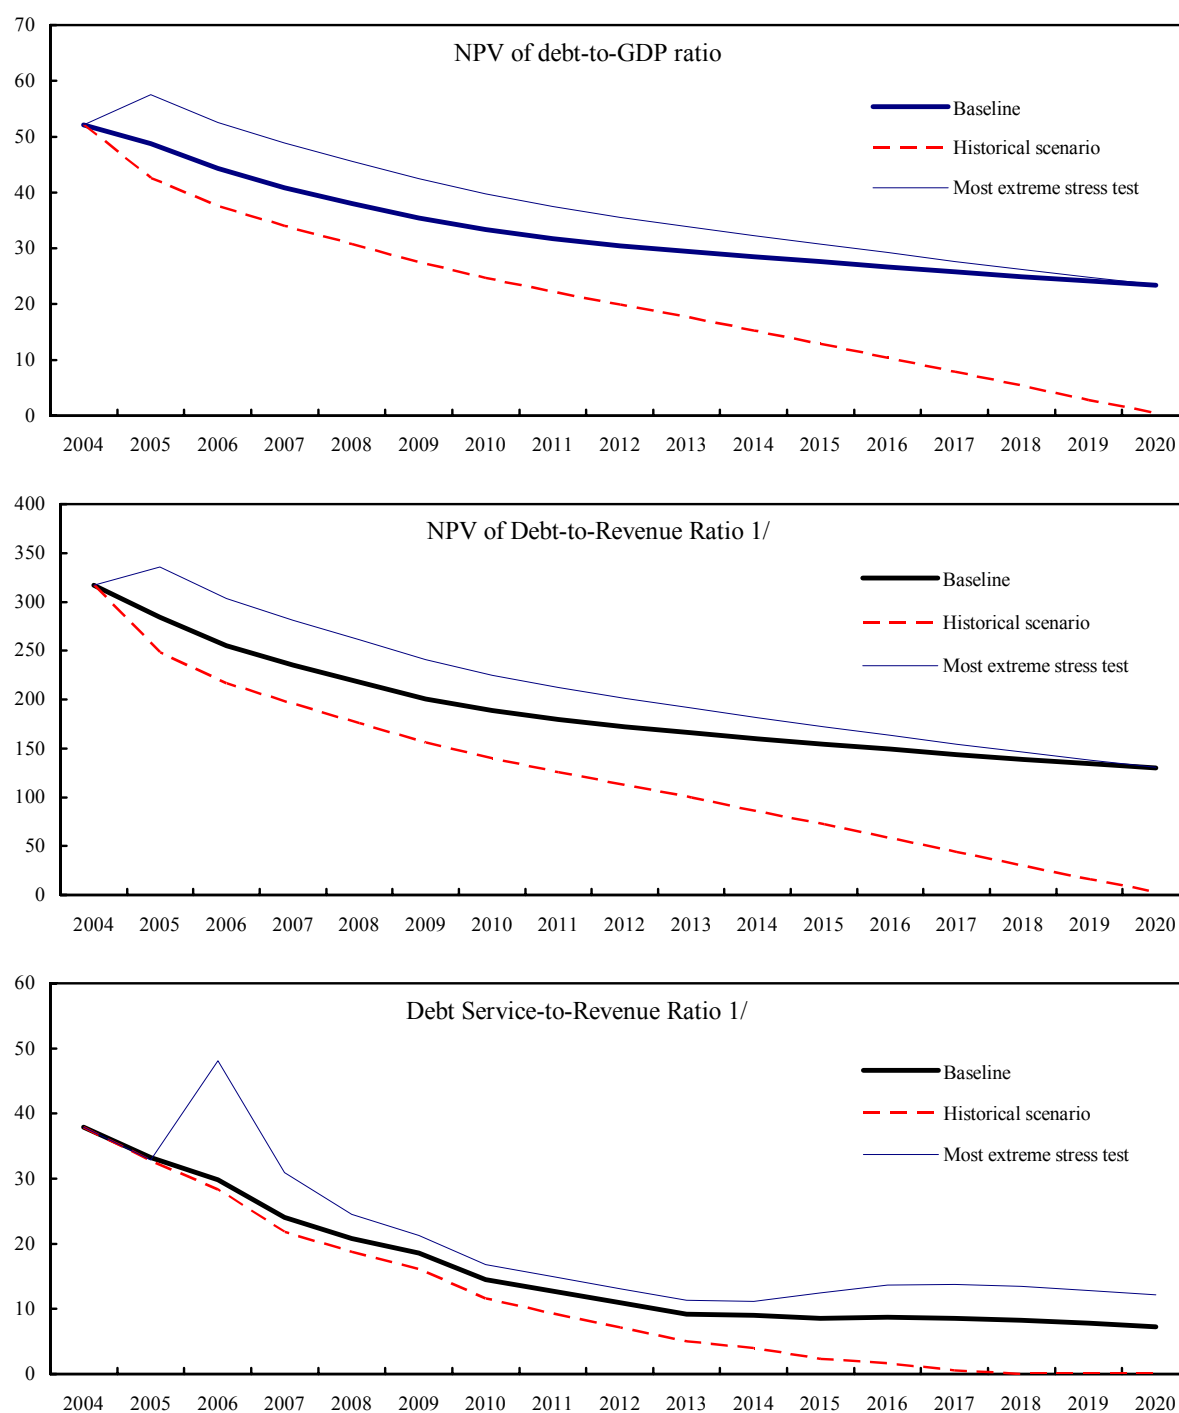 NPV of debt-to-GDP ratio
70
60
50
40
30
20
10
0
Baseline
Historical scenario
Most extreme stress test
2004 2005 2006 2007 2008 2009 2010 2011 2012 2013 2014 2015 2016 2017 2018 2019 2020
NPV of Debt-to-Revenue Ratio 1/
400
350
300
250
200
150
100
50
0
Baseline
Historical scenario
Most extreme stress test
2004 2005 2006 2007 2008 2009 2010 2011 2012 2013 2014 2015 2016 2017 2018 2019 2020
Debt Service-to-Revenue Ratio 1/
60
50
40
30
20
10
0
Baseline
Historical scenario
Most extreme stress test
2004 2005 2006 2007 2008 2009 2010 2011 2012 2013 2014 2015 2016 2017 2018 2019 2020